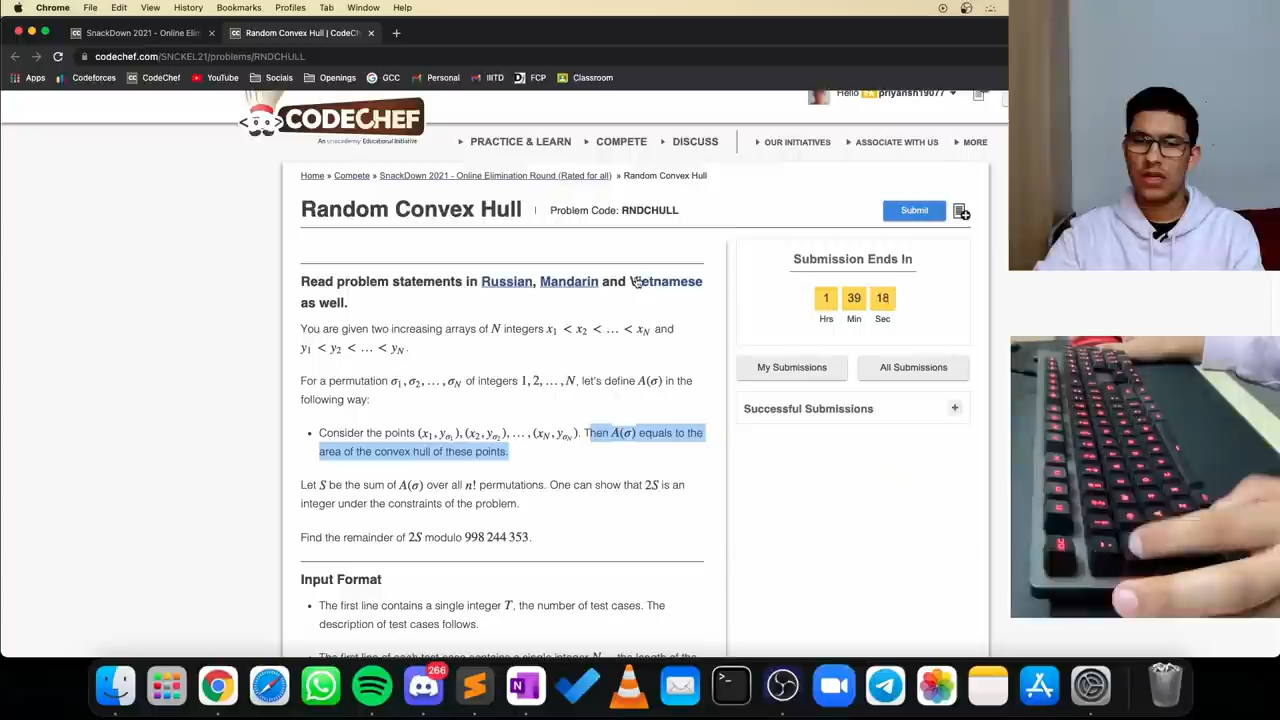 Chrome File Edit View History Bookmarks Profiles Tab Window Help
SnackDown 2021 - Online Elim
Random Convex Hull | CodeCh
codechef.com/SNCKEL21/problems/RNDCHULL
Apps Codeforces CodeChef YouTube Socials Openings GCC Personal IIITD FCP Classroom
Hello priyansh19077
CODECHEF
An unacademy Educational Initiative
PRACTICE & LEARN COMPETE DISCUSS OUR INITIATIVES ASSOCIATE WITH US MORE
Home » Compete » SnackDown 2021 - Online Elimination Round (Rated for all) » Random Convex Hull
Random Convex Hull
Problem Code: RNDCHULL
Submit
Read problem statements in Russian, Mandarin and Vietnamese
as well.
You are given two increasing arrays of N integers x₁ < x₂ < … < x_N and
y₁ < y₂ < … < y_N.
For a permutation σ₁, σ₂, …, σ_N of integers 1, 2, …, N, let's define A(σ) in the
following way:
• Consider the points (x₁, y_σ₁), (x₂, y_σ₂), …, (x_N, y_σ_N). Then A(σ) equals to the
area of the convex hull of these points.
Let S be the sum of A(σ) over all n! permutations. One can show that 2S is an
integer under the constraints of the problem.
Find the remainder of 2S modulo 998 244 353.
Input Format
• The first line contains a single integer T, the number of test cases. The
description of test cases follows.
Submission Ends In
1 39 18
Hrs Min Sec
My Submissions All Submissions
Successful Submissions +
266